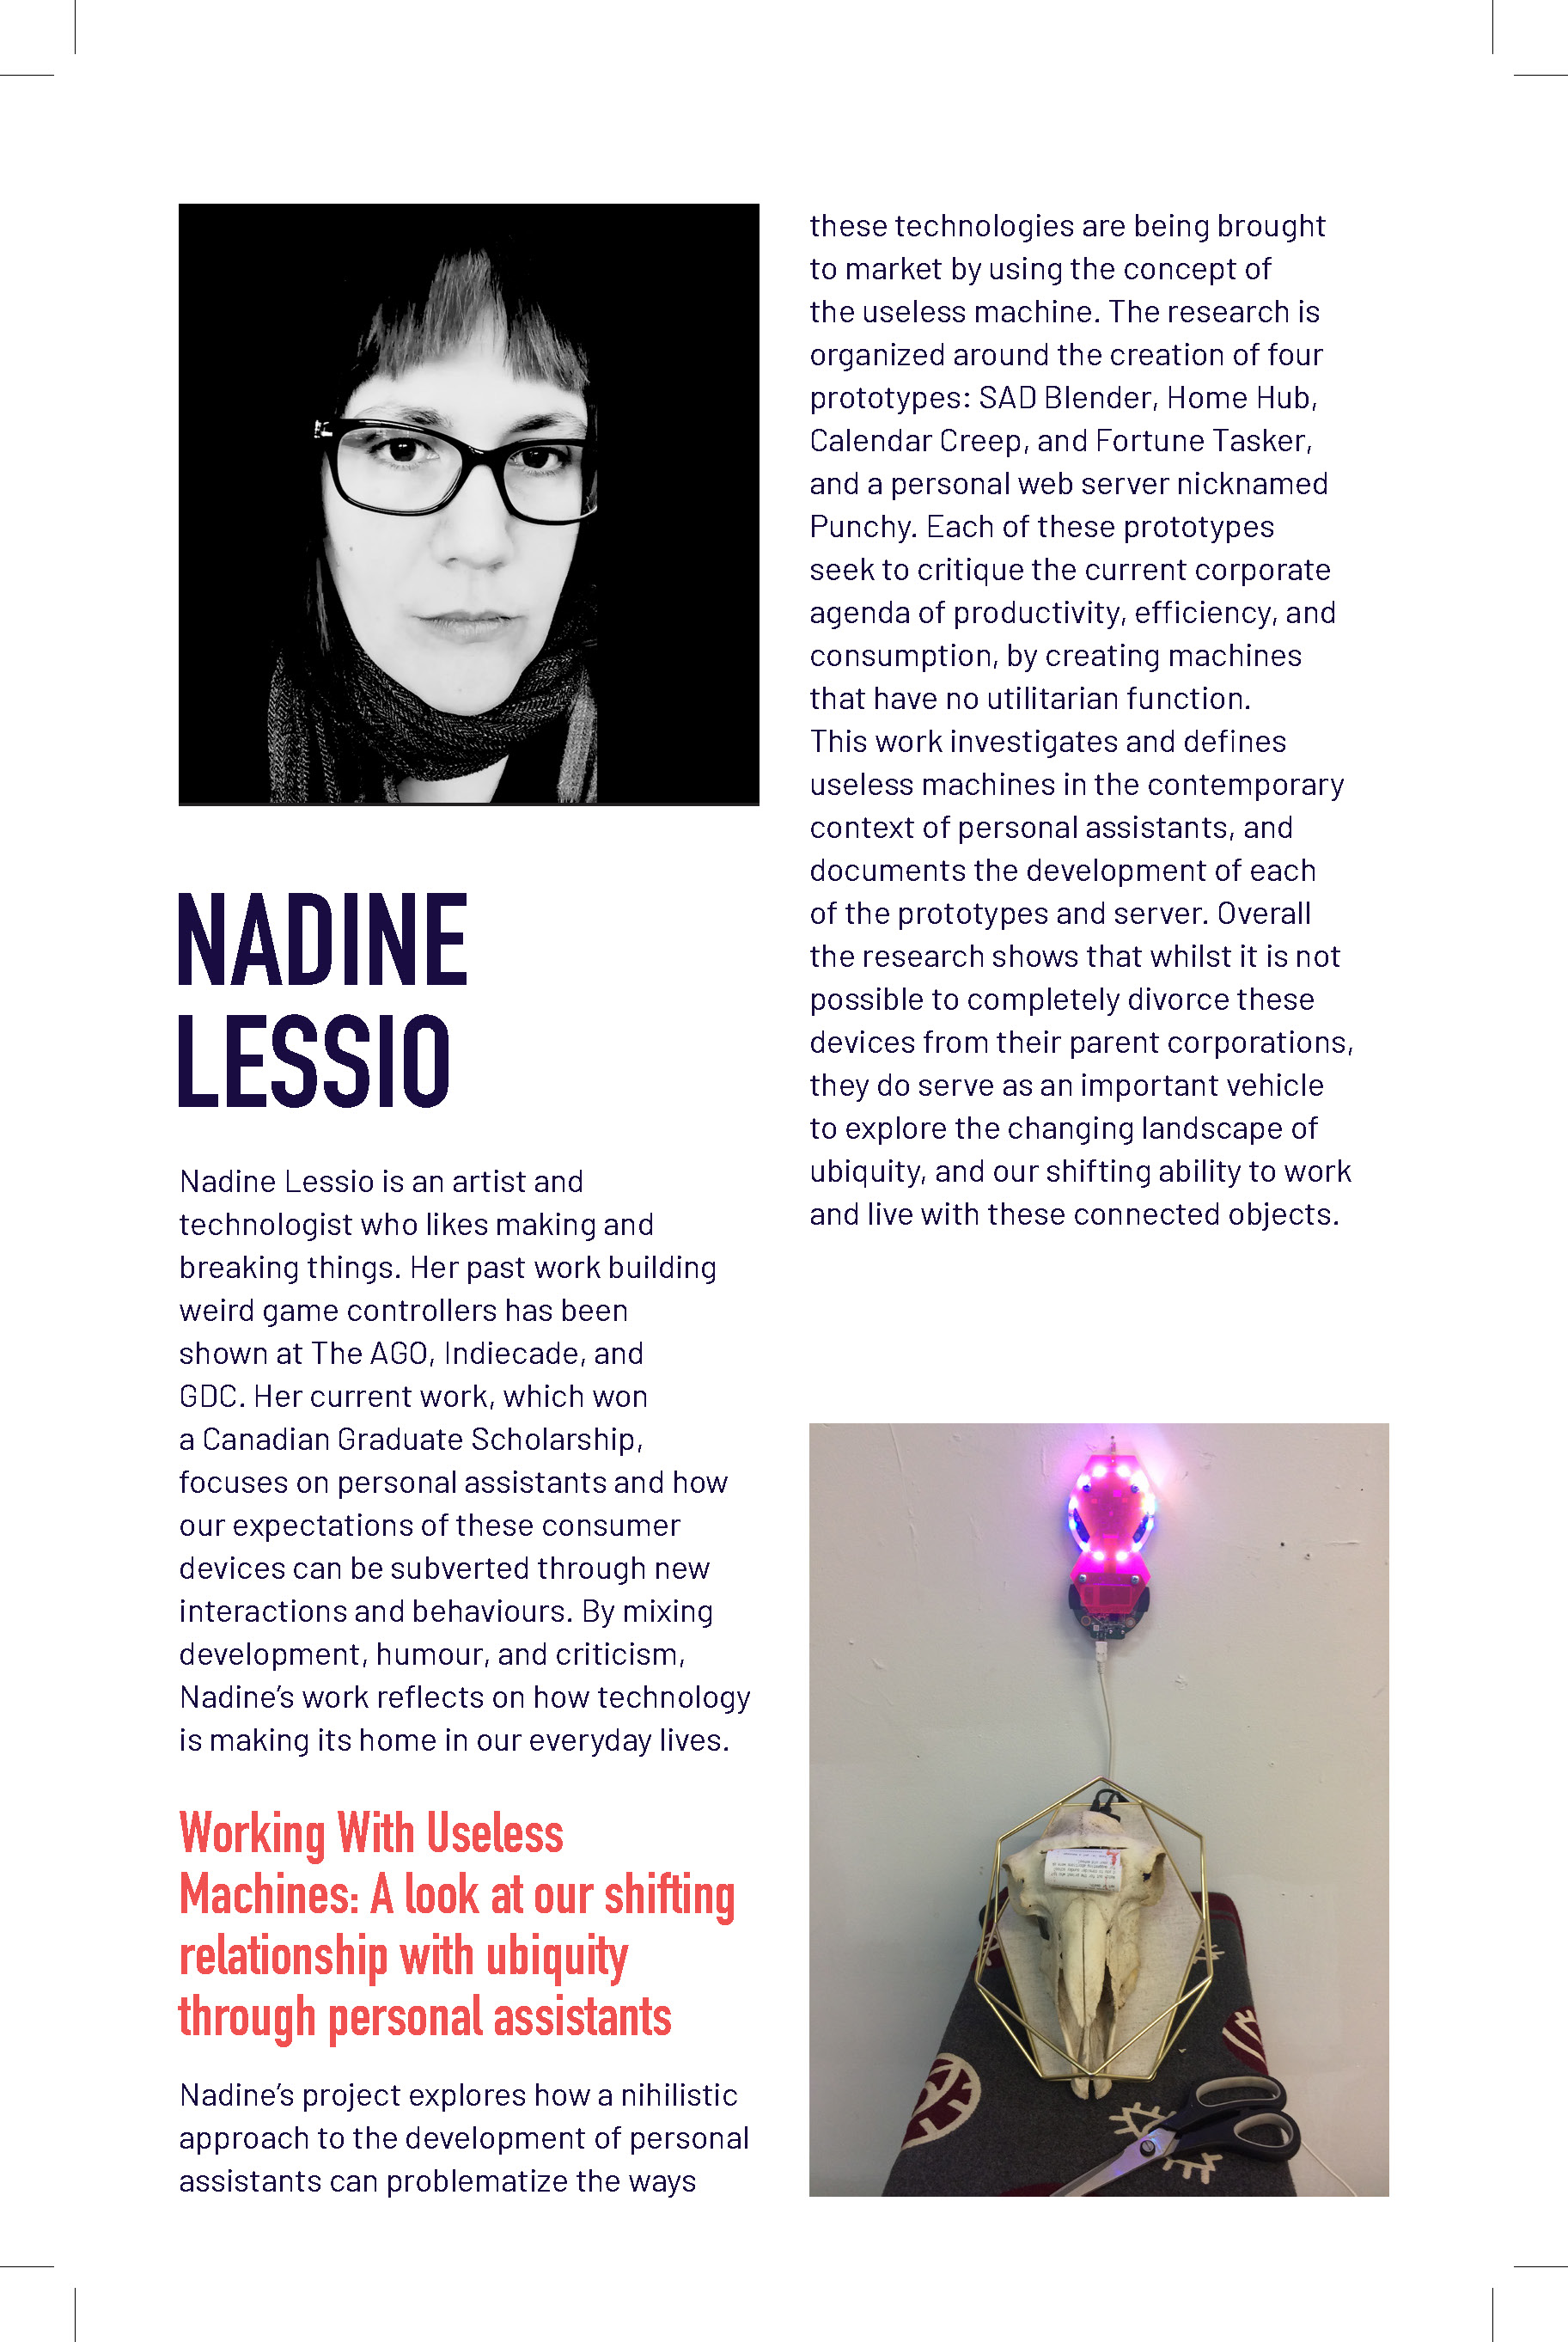 NADINE
LESSIO
Nadine Lessio is an artist and
technologist who likes making and
breaking things. Her past work building
weird game controllers has been
shown at The AGO, Indiecade, and
GDC. Her current work, which won
a Canadian Graduate Scholarship,
focuses on personal assistants and how
our expectations of these consumer
devices can be subverted through new
interactions and behaviours. By mixing
development, humour, and criticism,
Nadine’s work reflects on how technology
is making its home in our everyday lives.
Working With Useless
Machines: A look at our shifting
relationship with ubiquity
through personal assistants
Nadine’s project explores how a nihilistic
approach to the development of personal
assistants can problematize the ways
these technologies are being brought
to market by using the concept of
the useless machine. The research is
organized around the creation of four
prototypes: SAD Blender, Home Hub,
Calendar Creep, and Fortune Tasker,
and a personal web server nicknamed
Punchy. Each of these prototypes
seek to critique the current corporate
agenda of productivity, efficiency, and
consumption, by creating machines
that have no utilitarian function.
This work investigates and defines
useless machines in the contemporary
context of personal assistants, and
documents the development of each
of the prototypes and server. Overall
the research shows that whilst it is not
possible to completely divorce these
devices from their parent corporations,
they do serve as an important vehicle
to explore the changing landscape of
ubiquity, and our shifting ability to work
and live with these connected objects.